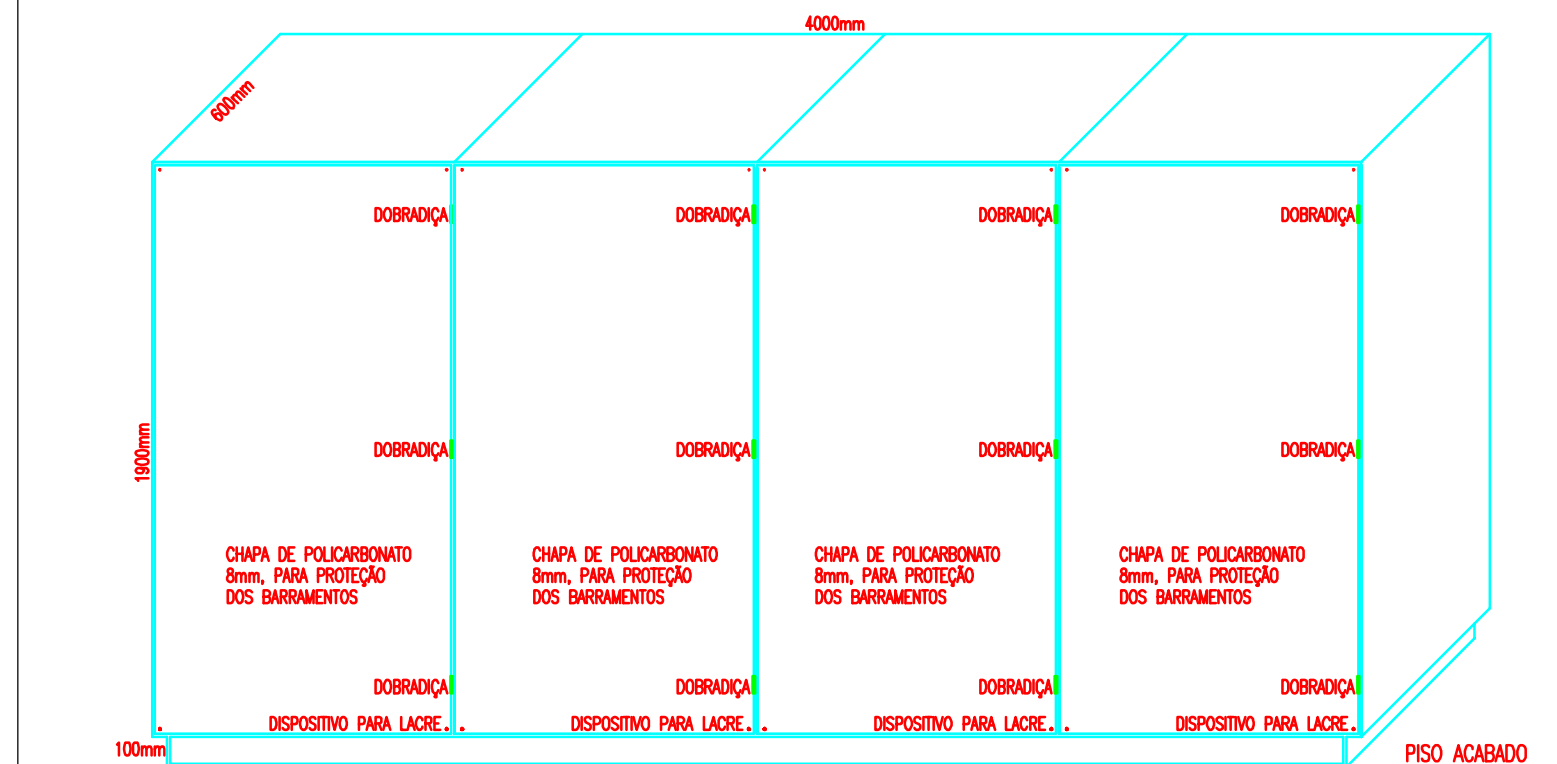 4000mm
600mm
DOBRADIÇA
DOBRADIÇA
DOBRADIÇA
DOBRADIÇA
1900mm
DOBRADIÇA
DOBRADIÇA
DOBRADIÇA
DOBRADIÇA
CHAPA DE POLICARBONATO
8mm, PARA PROTEÇÃO
DOS BARRAMENTOS
CHAPA DE POLICARBONATO
8mm, PARA PROTEÇÃO
DOS BARRAMENTOS
CHAPA DE POLICARBONATO
8mm, PARA PROTEÇÃO
DOS BARRAMENTOS
CHAPA DE POLICARBONATO
8mm, PARA PROTEÇÃO
DOS BARRAMENTOS
DOBRADIÇA
DOBRADIÇA
DOBRADIÇA
DOBRADIÇA
DISPOSITIVO PARA LACRE.
DISPOSITIVO PARA LACRE.
DISPOSITIVO PARA LACRE.
DISPOSITIVO PARA LACRE.
100mm
PISO ACABADO